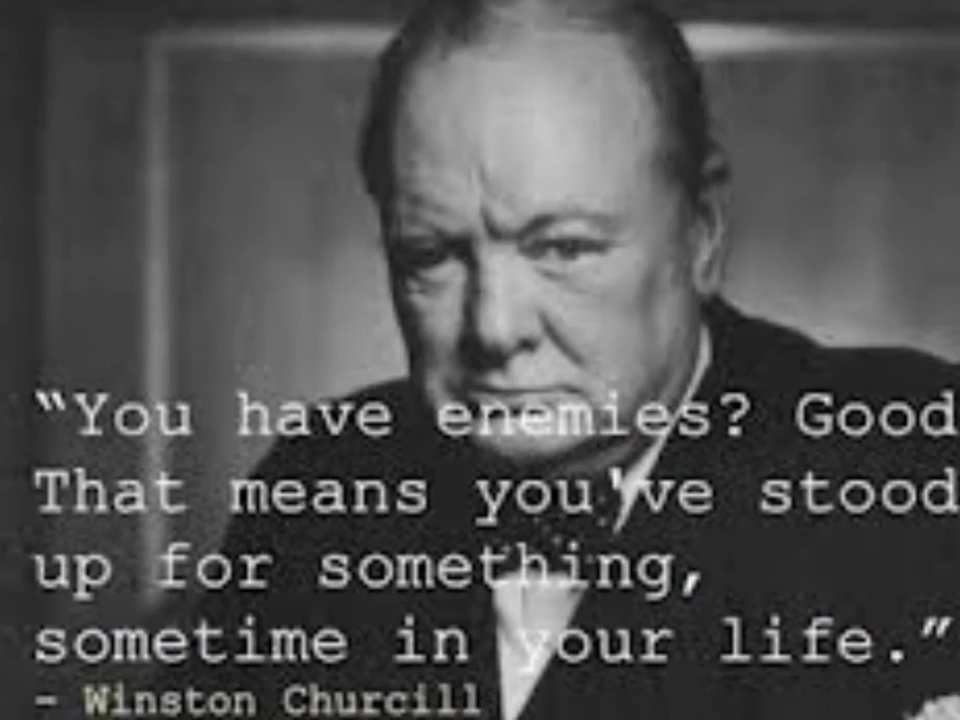 “You have enemies? Good
That means you've stood
up for something,
sometime in your life.”
- Winston Churcill